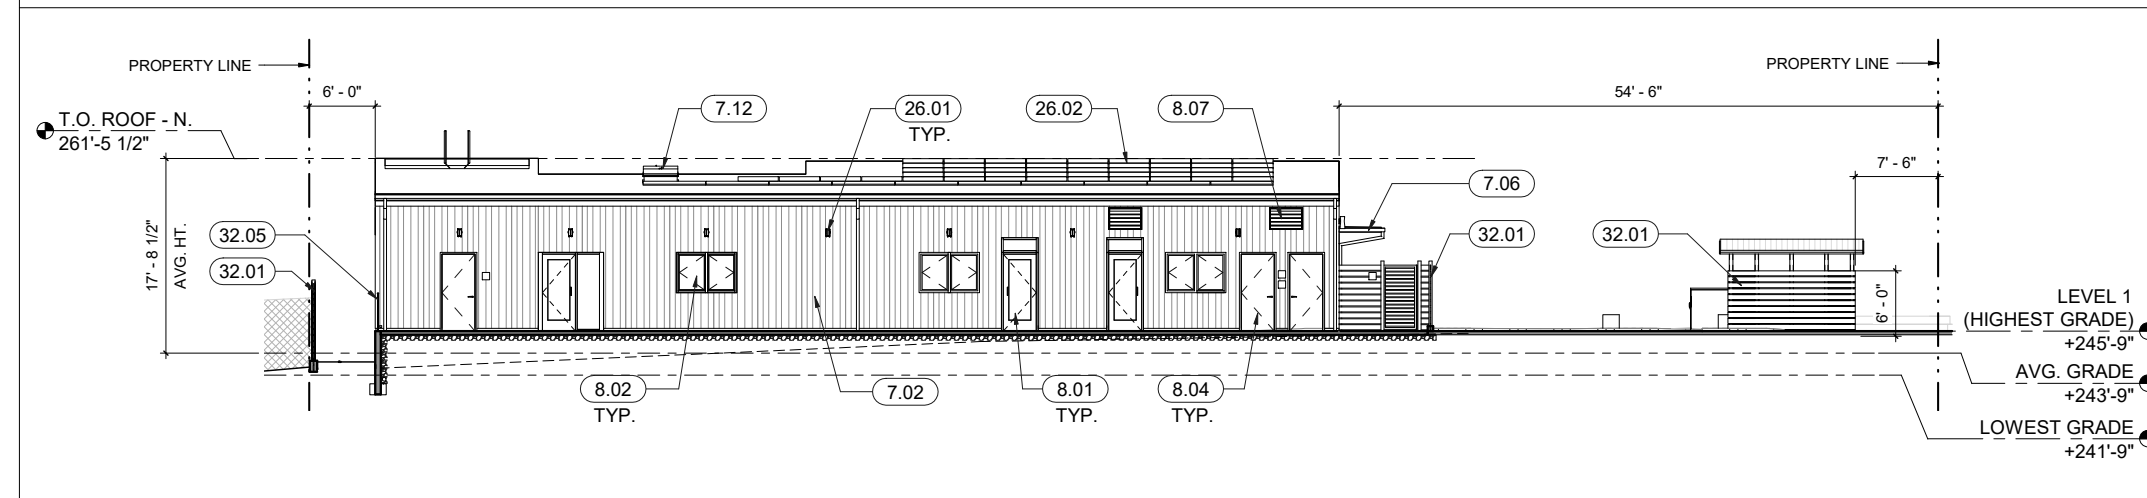 PROPERTY LINE
PROPERTY LINE
6' - 0"
54' - 6"
T.O. ROOF - N.
261'-5 1/2"
7.12
26.01
TYP.
26.02
8.07
7' - 6"
7.06
17' - 8 1/2"
AVG. HT.
32.05
32.01
32.01
32.01
6' - 0"
LEVEL 1
(HIGHEST GRADE)
+245'-9"
AVG. GRADE
+243'-9"
8.02
TYP.
7.02
8.01
TYP.
8.04
TYP.
LOWEST GRADE
+241'-9"